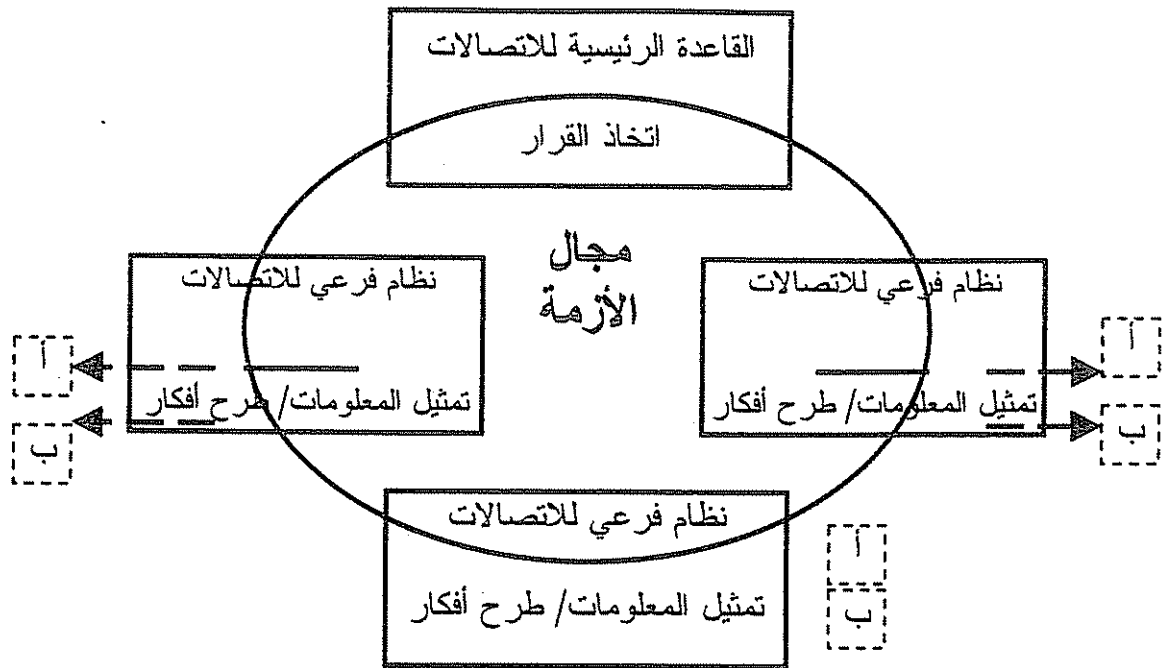 القاعدة الرئيسية للاتصالات
اتخاذ القرار
مجال
الأزمة
نظام فرعي للاتصالات
تمثيل المعلومات/ طرح أفكار
أ
ب
نظام فرعي للاتصالات
تمثيل المعلومات/ طرح أفكار
أ
ب
نظام فرعي للاتصالات
تمثيل المعلومات/ طرح أفكار
أ
ب